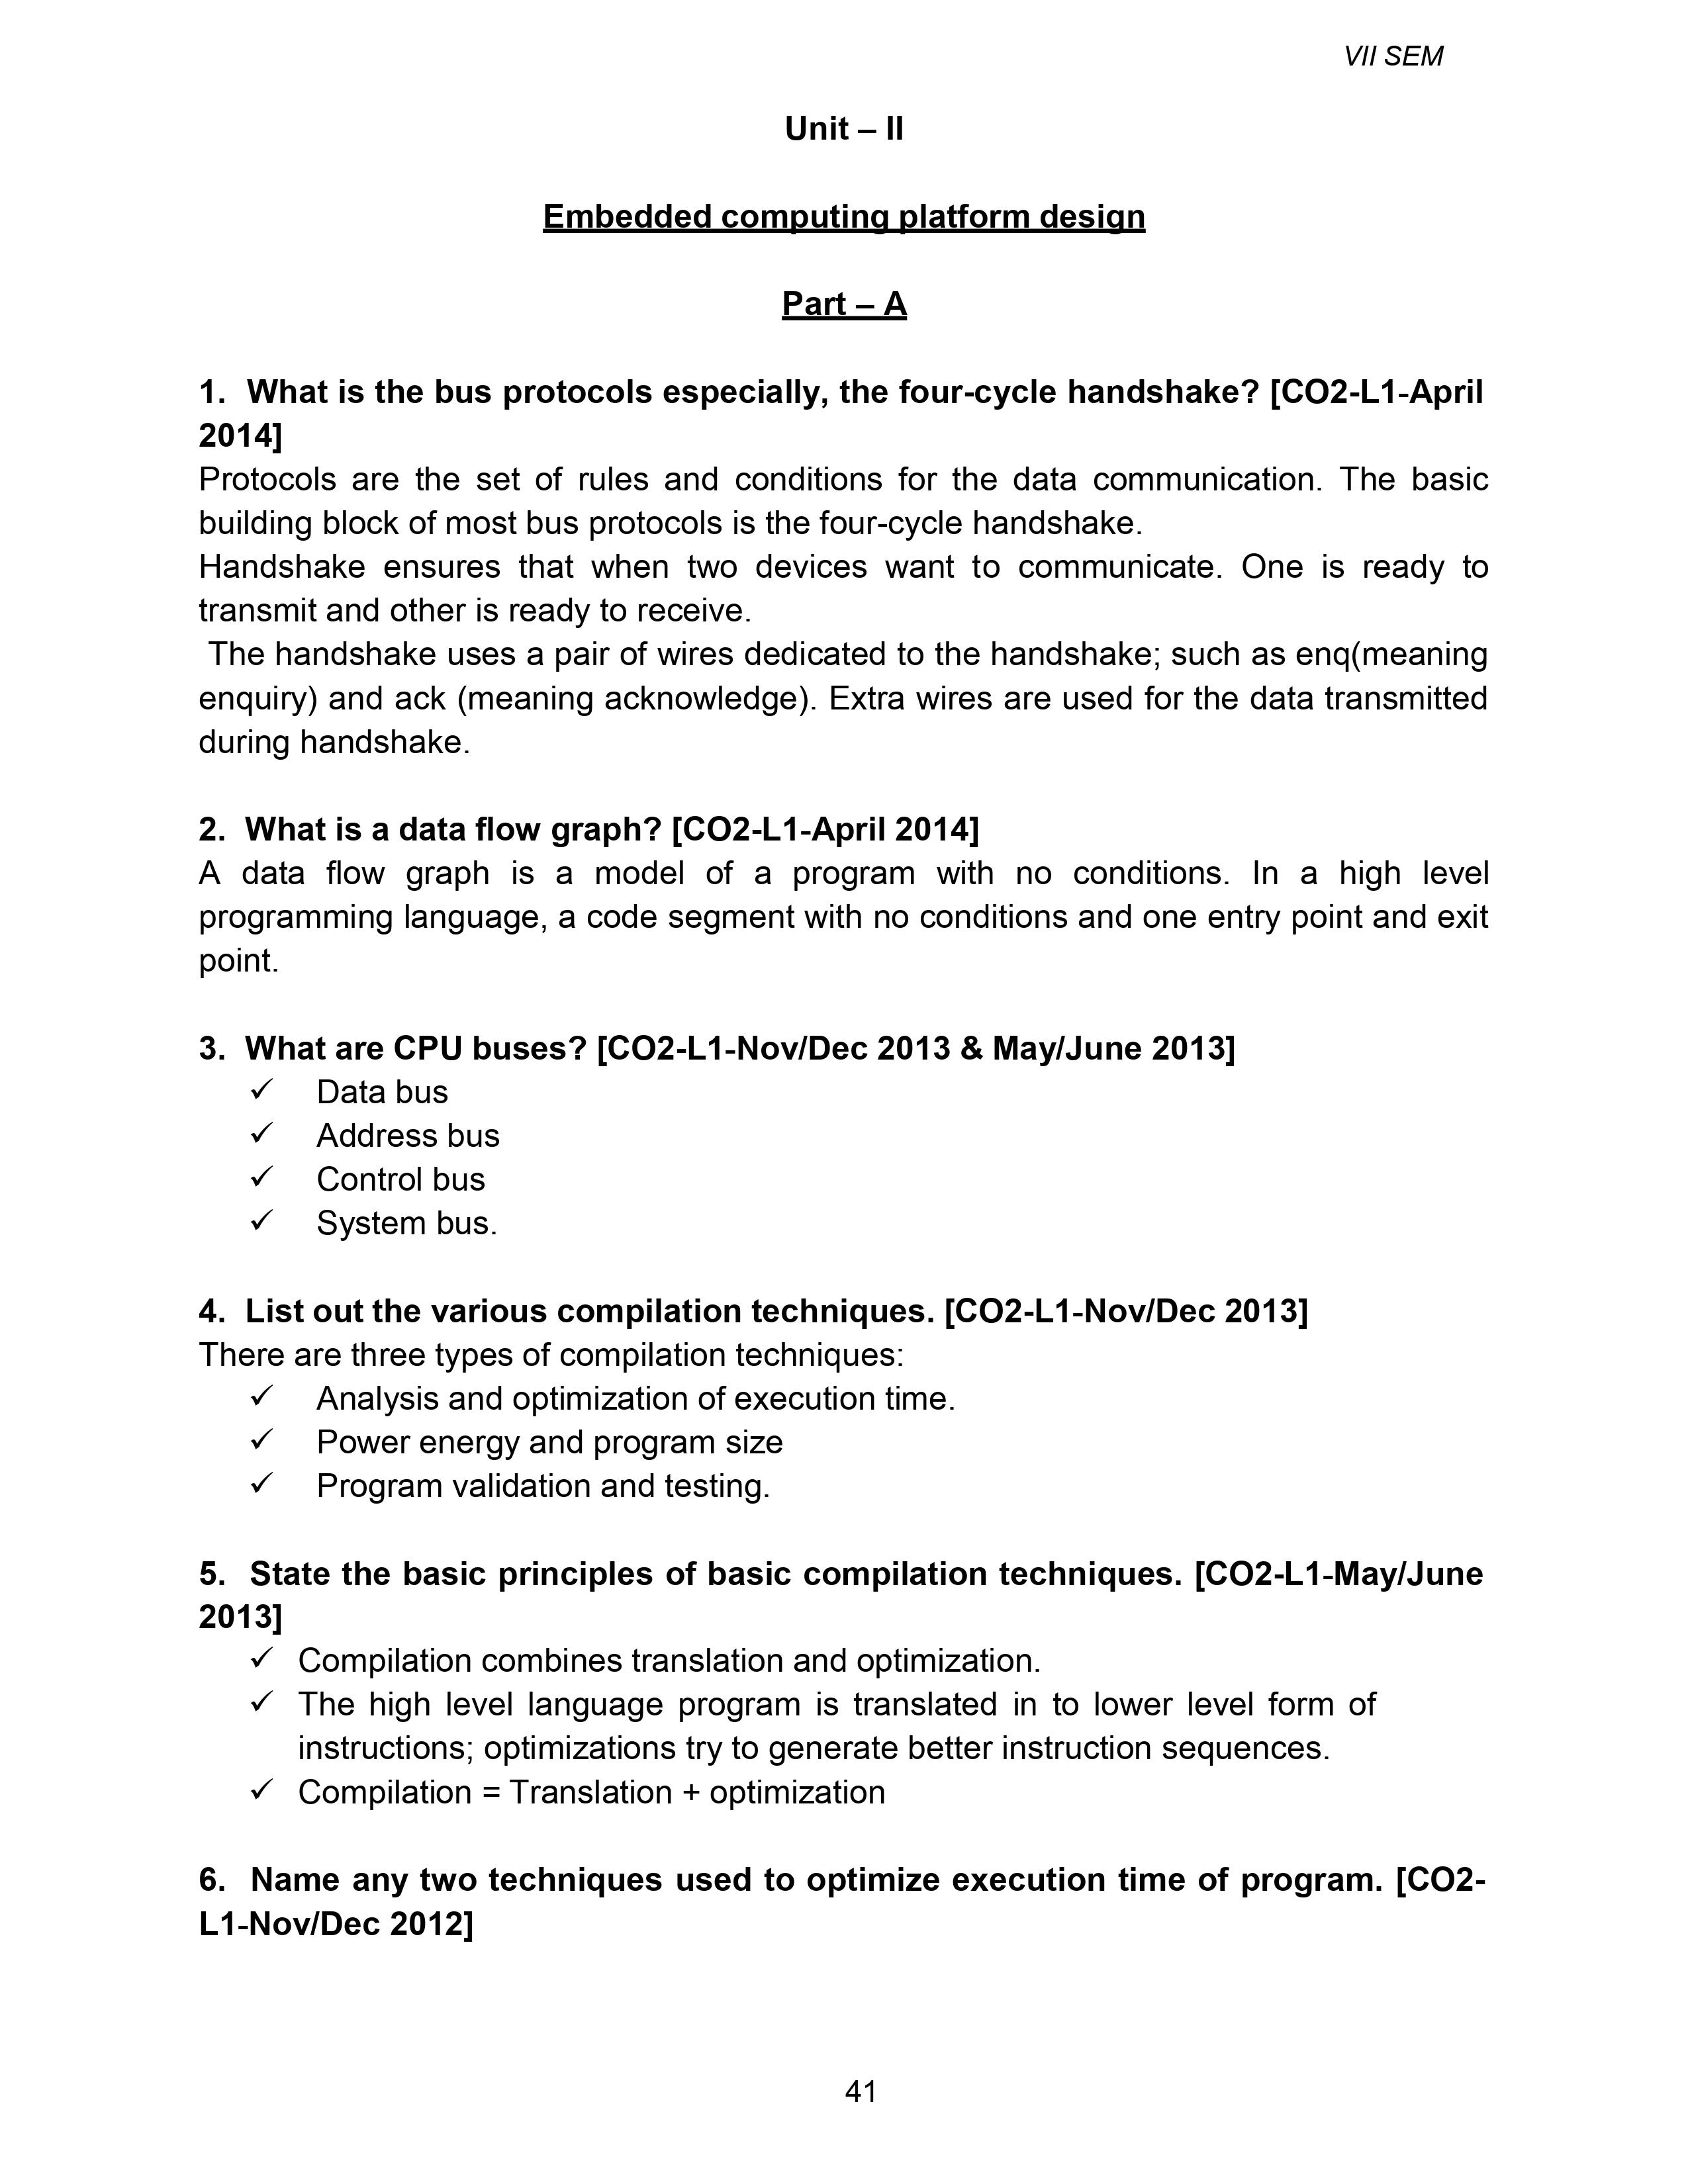 VII SEM
Unit – II
Embedded computing platform design
Part – A
1. What is the bus protocols especially, the four-cycle handshake? [CO2-L1-April
2014]
Protocols are the set of rules and conditions for the data communication. The basic
building block of most bus protocols is the four-cycle handshake.
Handshake ensures that when two devices want to communicate. One is ready to
transmit and other is ready to receive.
The handshake uses a pair of wires dedicated to the handshake; such as enq(meaning
enquiry) and ack (meaning acknowledge). Extra wires are used for the data transmitted
during handshake.
2. What is a data flow graph? [CO2-L1-April 2014]
A data flow graph is a model of a program with no conditions. In a high level
programming language, a code segment with no conditions and one entry point and exit
point.
3. What are CPU buses? [CO2-L1-Nov/Dec 2013 & May/June 2013]
✓ Data bus
✓ Address bus
✓ Control bus
✓ System bus.
4. List out the various compilation techniques. [CO2-L1-Nov/Dec 2013]
There are three types of compilation techniques:
✓ Analysis and optimization of execution time.
✓ Power energy and program size
✓ Program validation and testing.
5. State the basic principles of basic compilation techniques. [CO2-L1-May/June
2013]
✓ Compilation combines translation and optimization.
✓ The high level language program is translated in to lower level form of
instructions; optimizations try to generate better instruction sequences.
✓ Compilation = Translation + optimization
6. Name any two techniques used to optimize execution time of program. [CO2-
L1-Nov/Dec 2012]
41